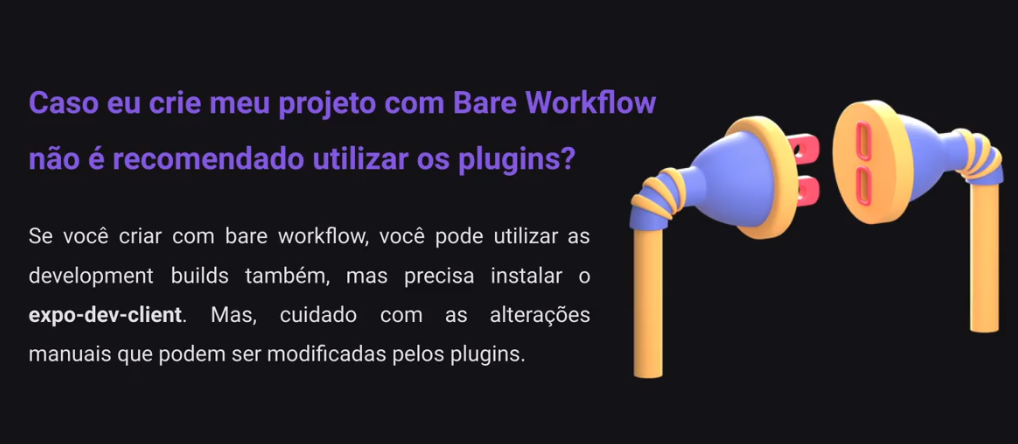 Caso eu crie meu projeto com Bare Workflow
não é recomendado utilizar os plugins?
Se você criar com bare workflow, você pode utilizar as
development builds também, mas precisa instalar o
expo-dev-client. Mas, cuidado com as alterações
manuais que podem ser modificadas pelos plugins.